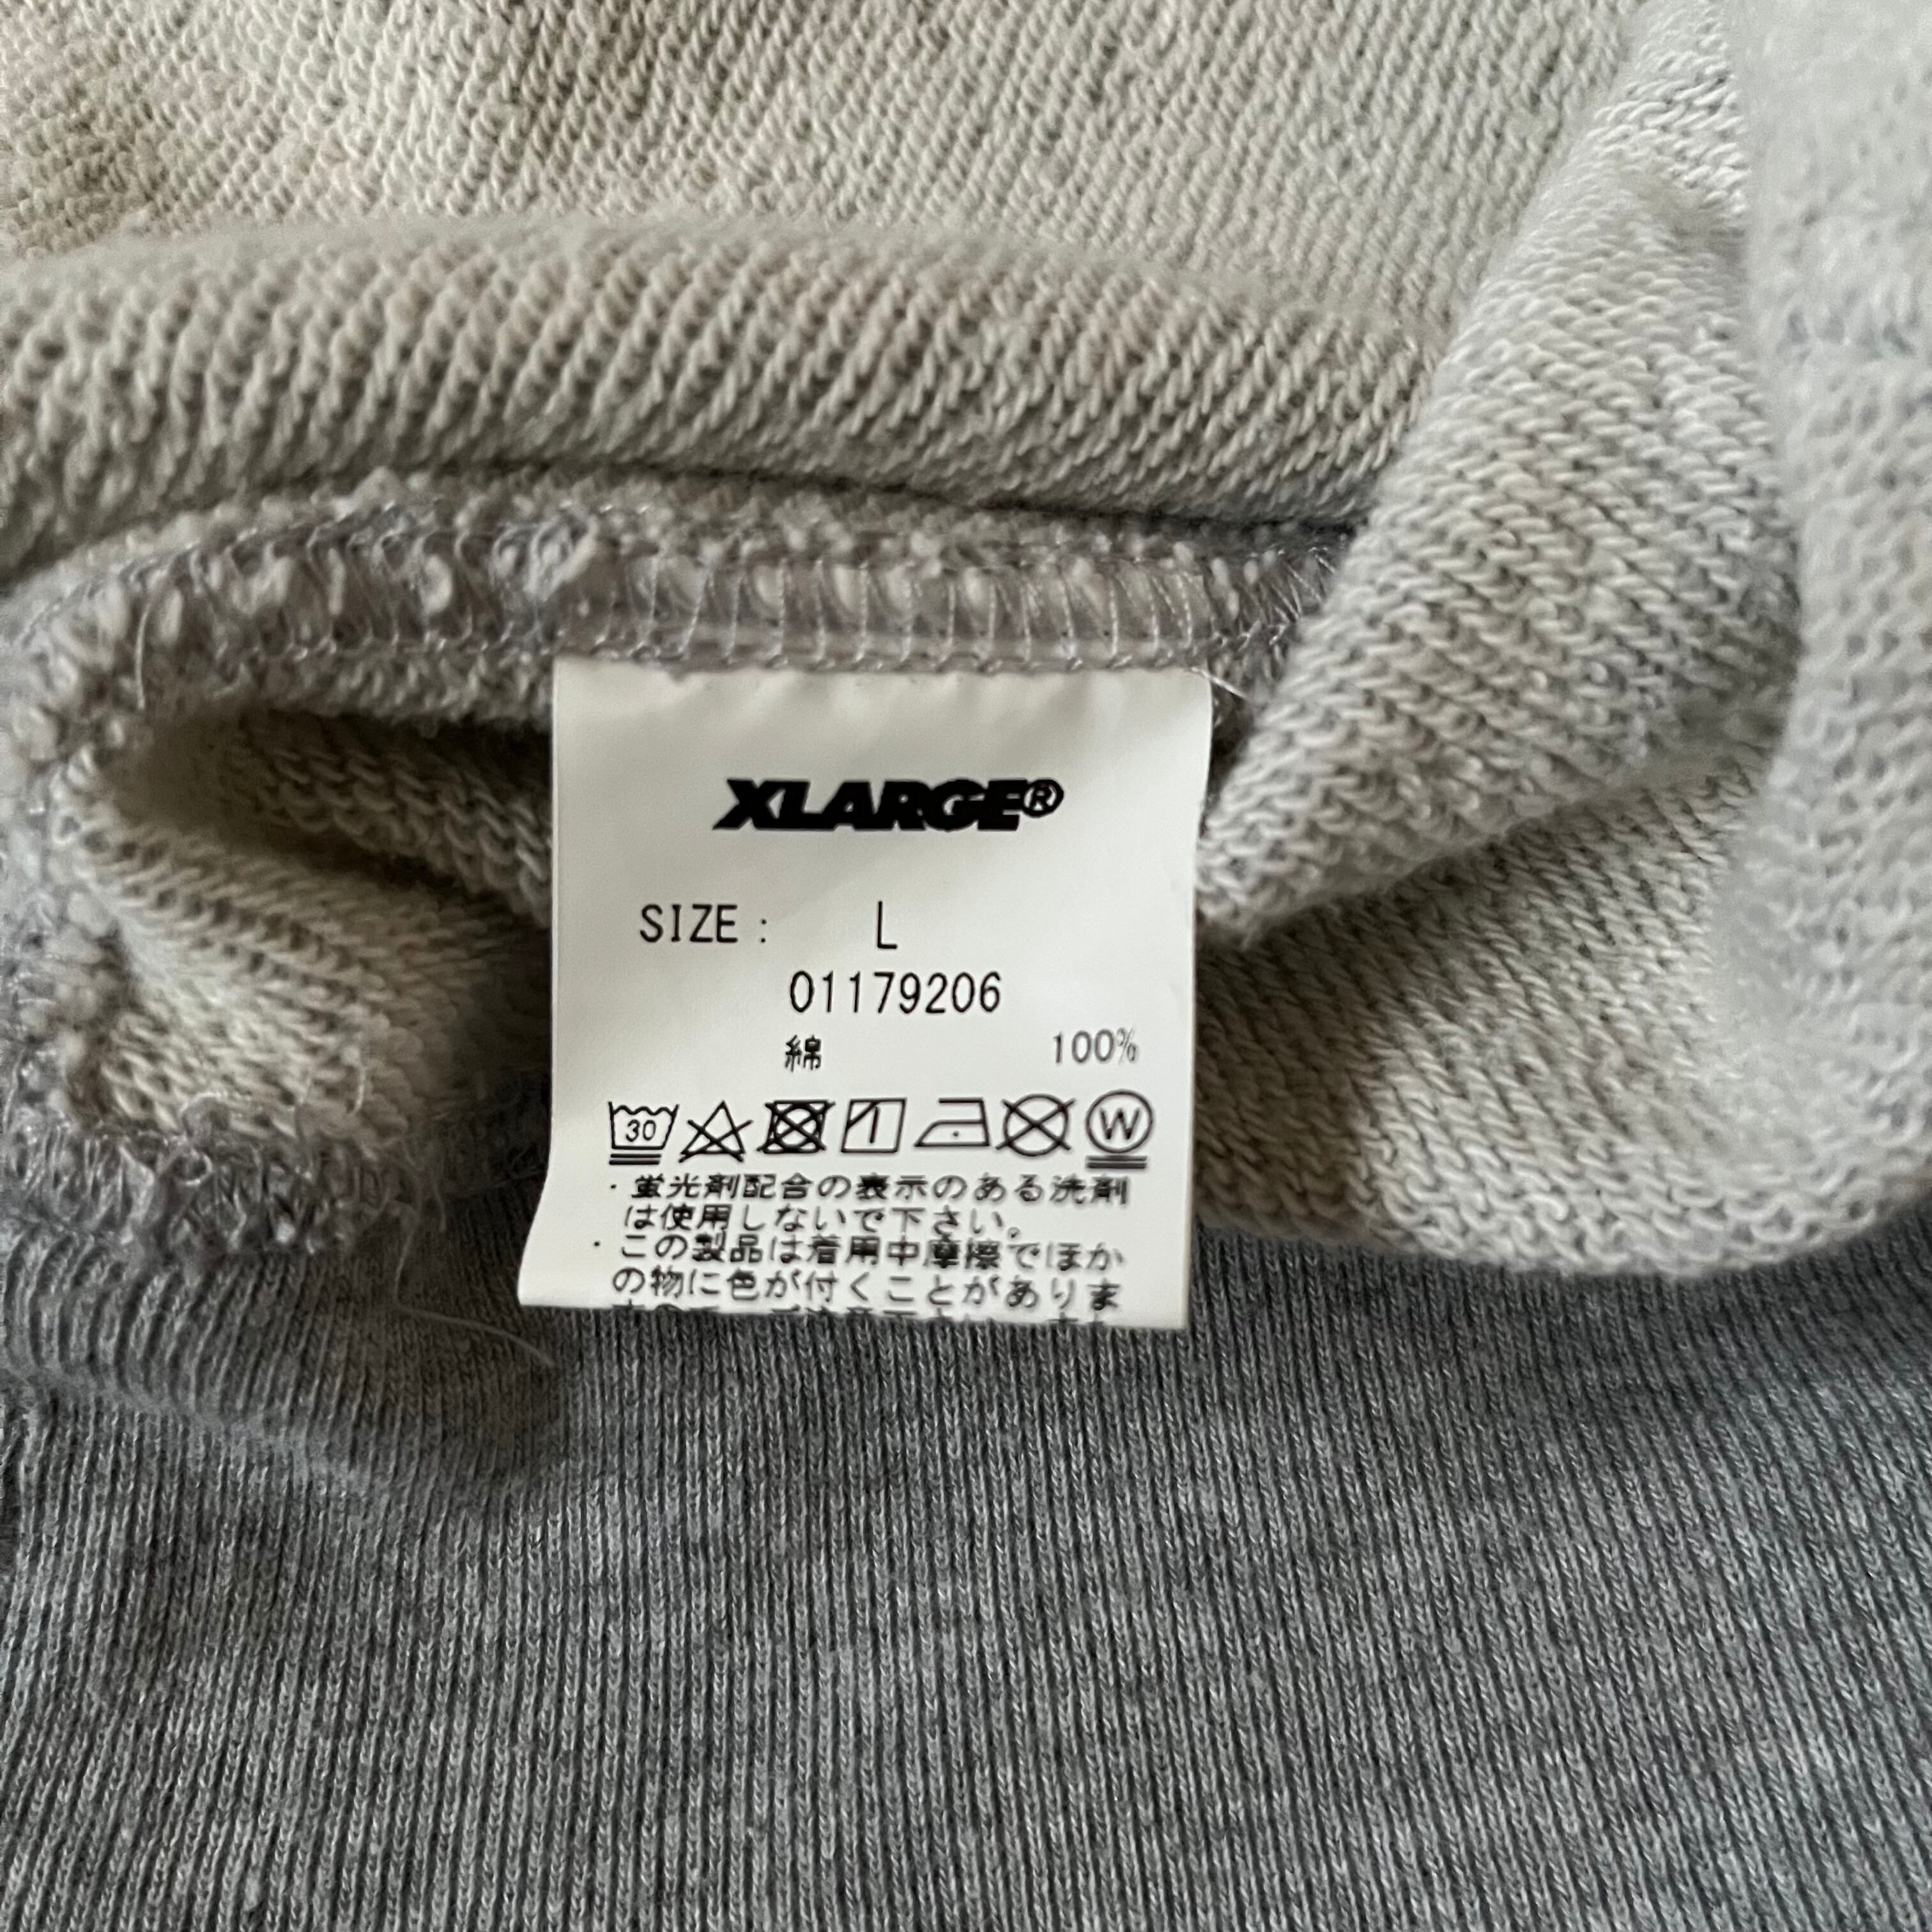 XLARGE®
SIZE : L
01179206
綿 100%
30 W
・蛍光剤配合の表示のある洗剤
は使用しないで下さい。
・この製品は着用中摩擦でほか
の物に色が付くことがありま